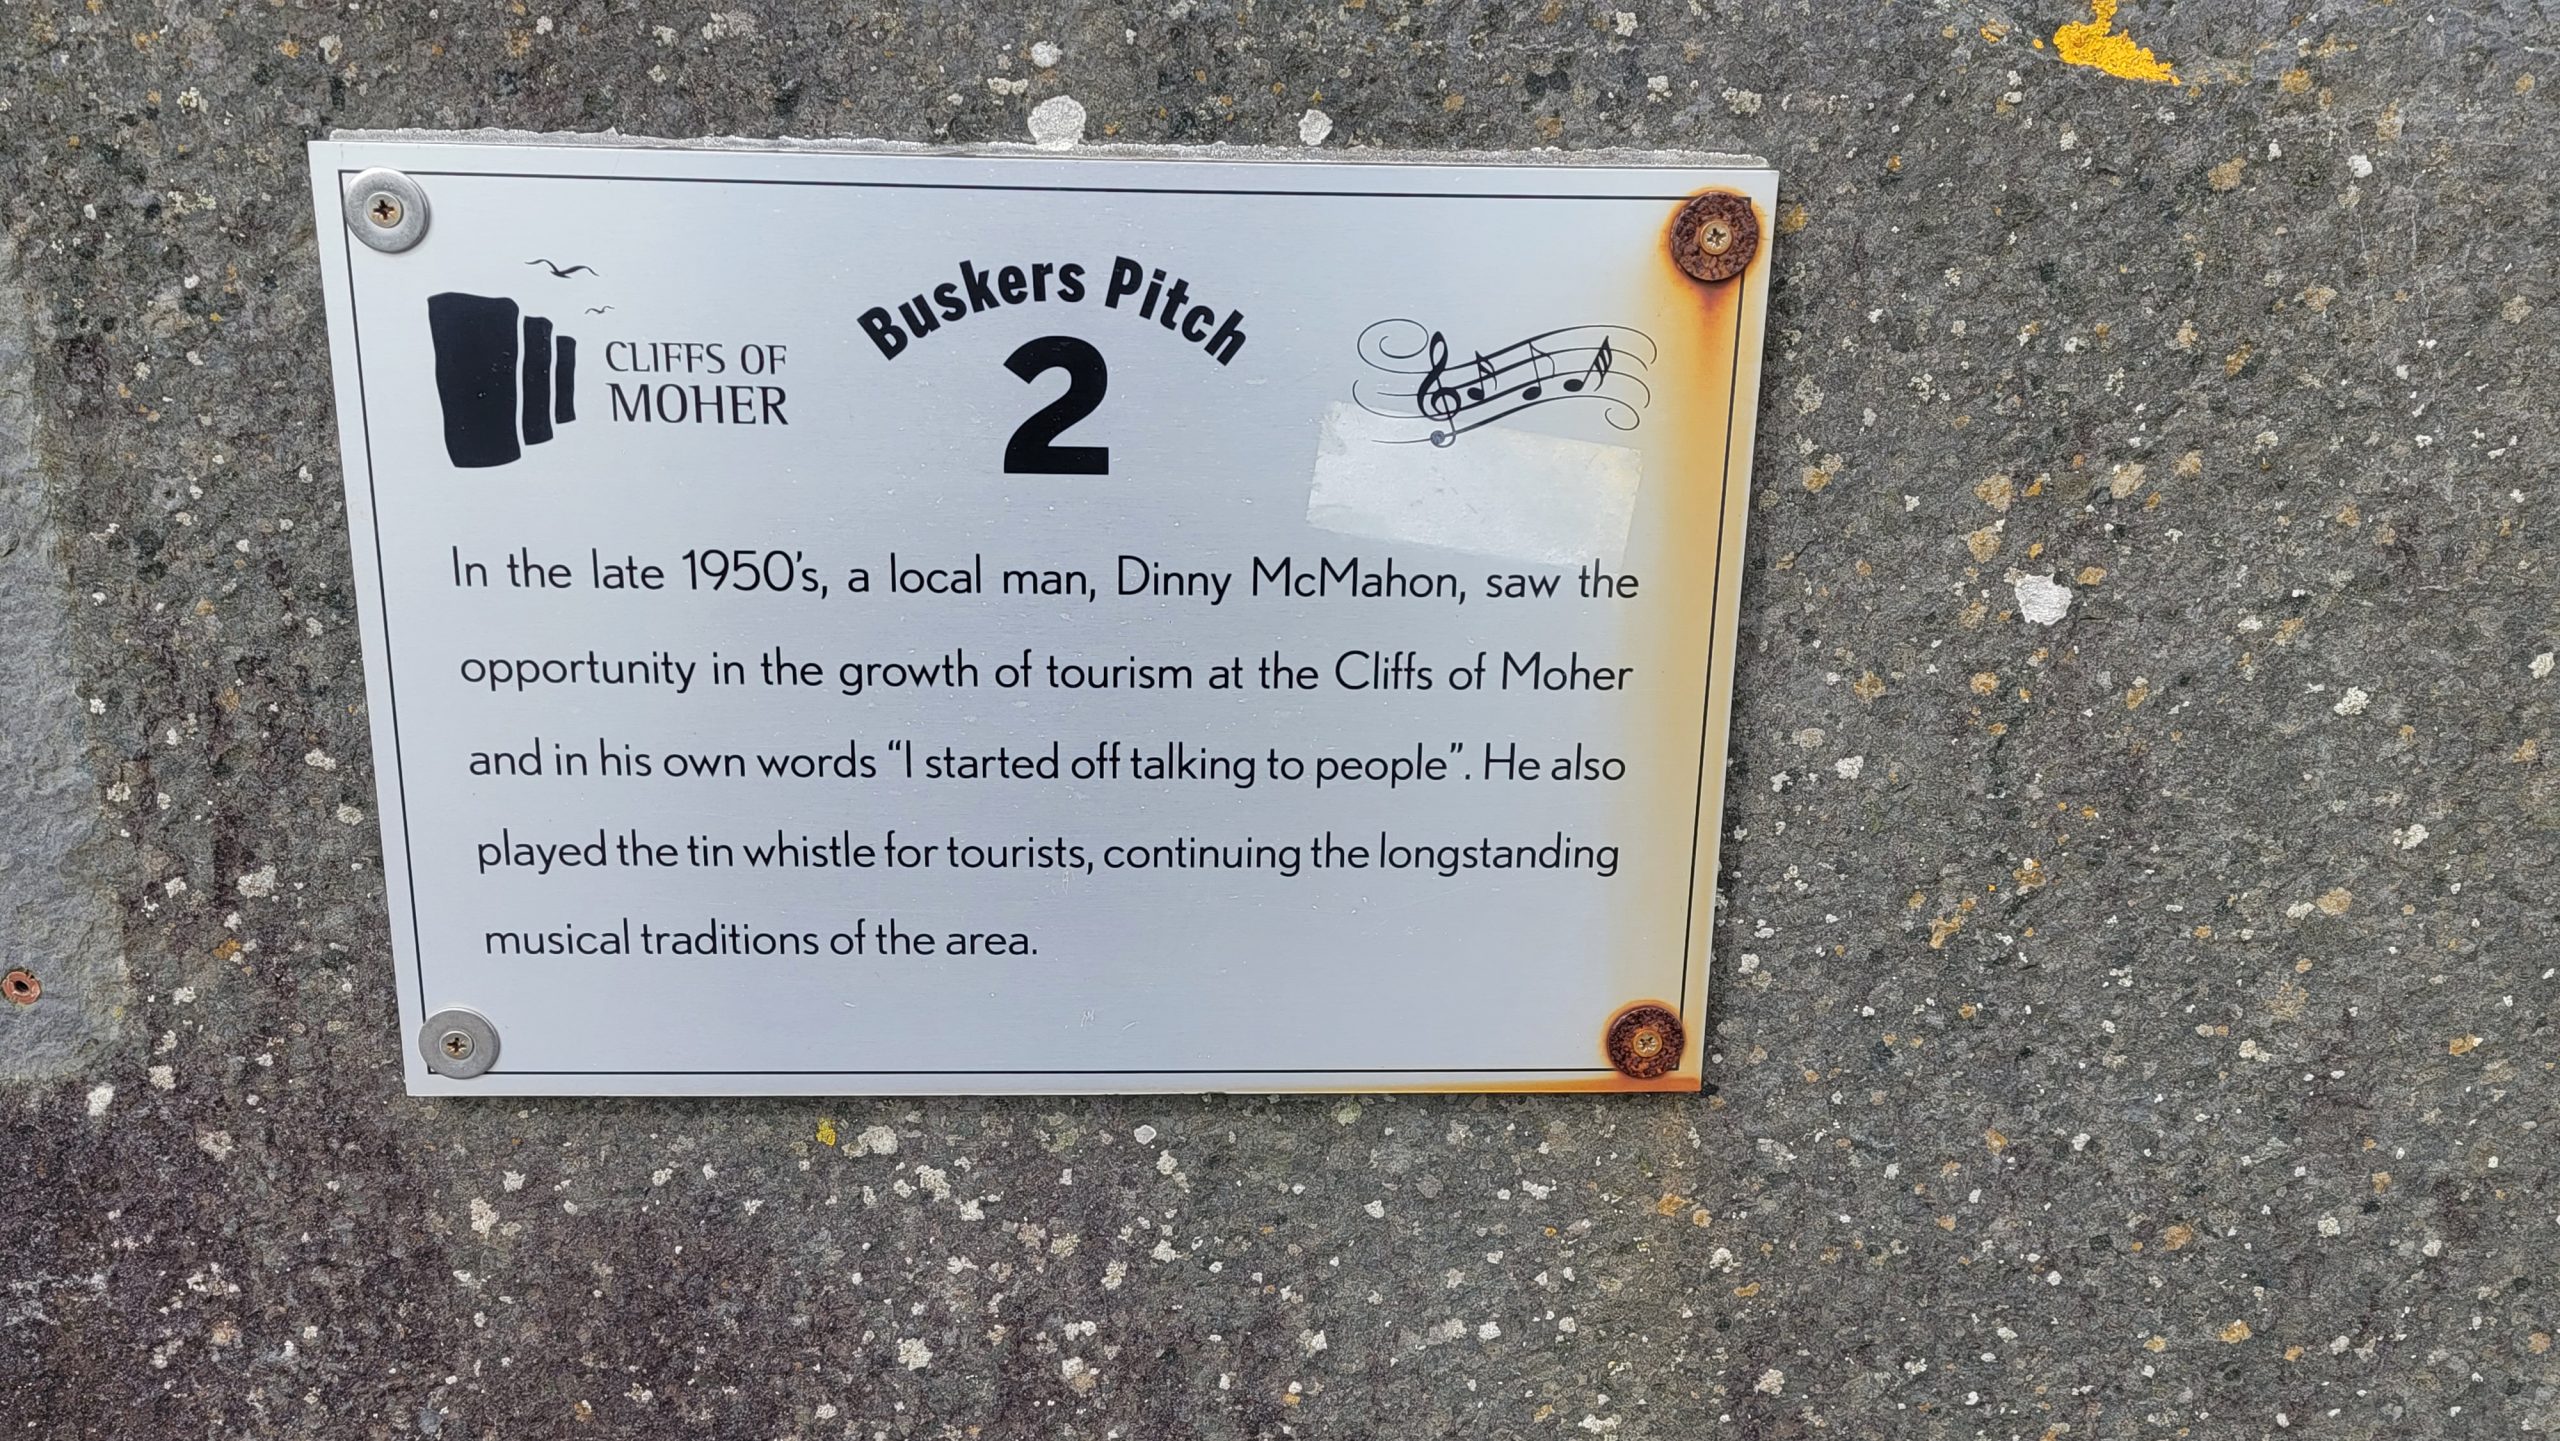 CLIFFS OF
MOHER
Buskers Pitch
2
In the late 1950's, a local man, Dinny McMahon, saw the
opportunity in the growth of tourism at the Cliffs of Moher
and in his own words “I started off talking to people”. He also
played the tin whistle for tourists, continuing the longstanding
musical traditions of the area.